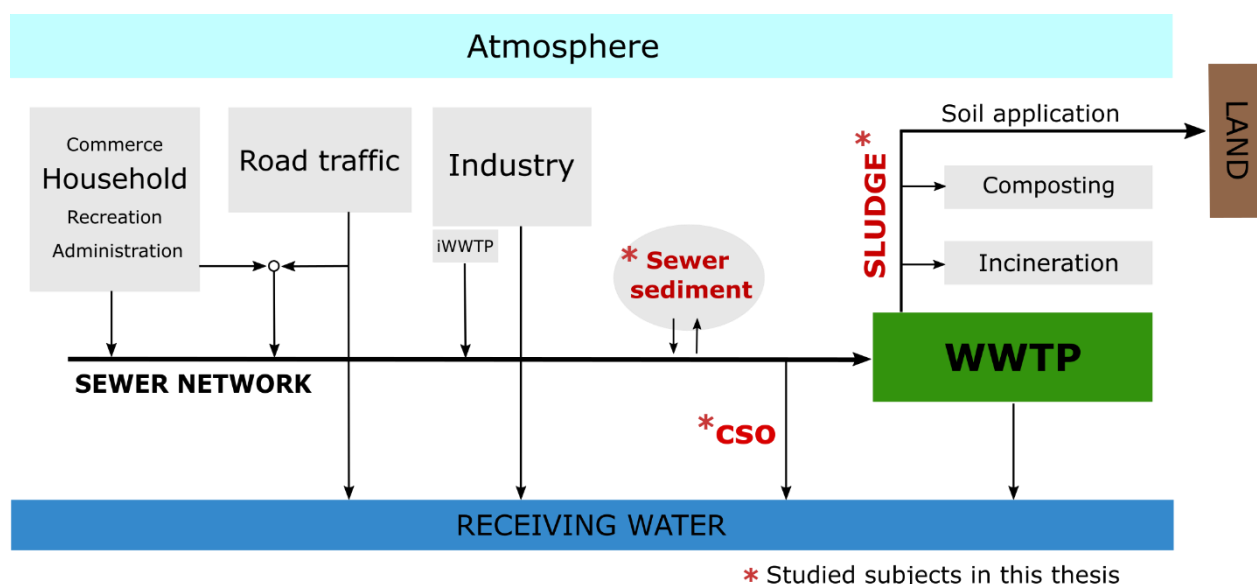 Atmosphere
Commerce
Household
Recreation
Administration
Road traffic
Industry
iWWTP
* Sewer
sediment
SLUDGE *
Soil application
Composting
Incineration
LAND
WWTP
SEWER NETWORK
*CSO
RECEIVING WATER
* Studied subjects in this thesis